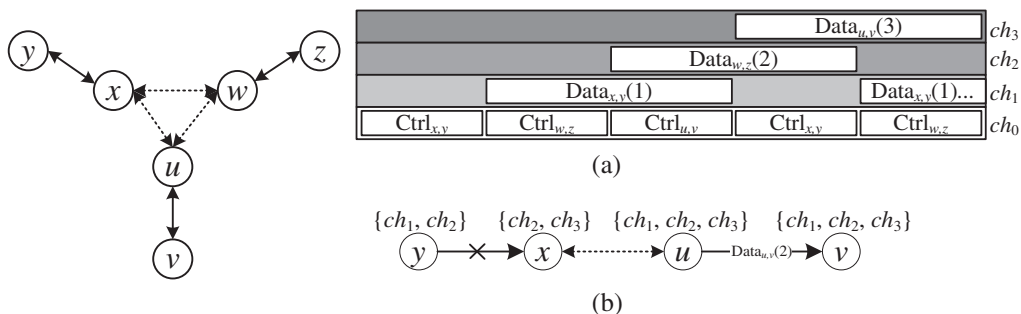 y
z
x
w
u
v
Data_{u,v}(3)
ch_3
Data_{w,z}(2)
ch_2
Data_{x,y}(1)
Data_{x,y}(1)...
ch_1
Ctrl_{x,y}
Ctrl_{w,z}
Ctrl_{u,v}
Ctrl_{x,y}
Ctrl_{w,z}
ch_0
(a)
{ch_1, ch_2}
{ch_2, ch_3}
{ch_1, ch_2, ch_3}
{ch_1, ch_2, ch_3}
y
x
u
Data_{u,v}(2)
v
(b)